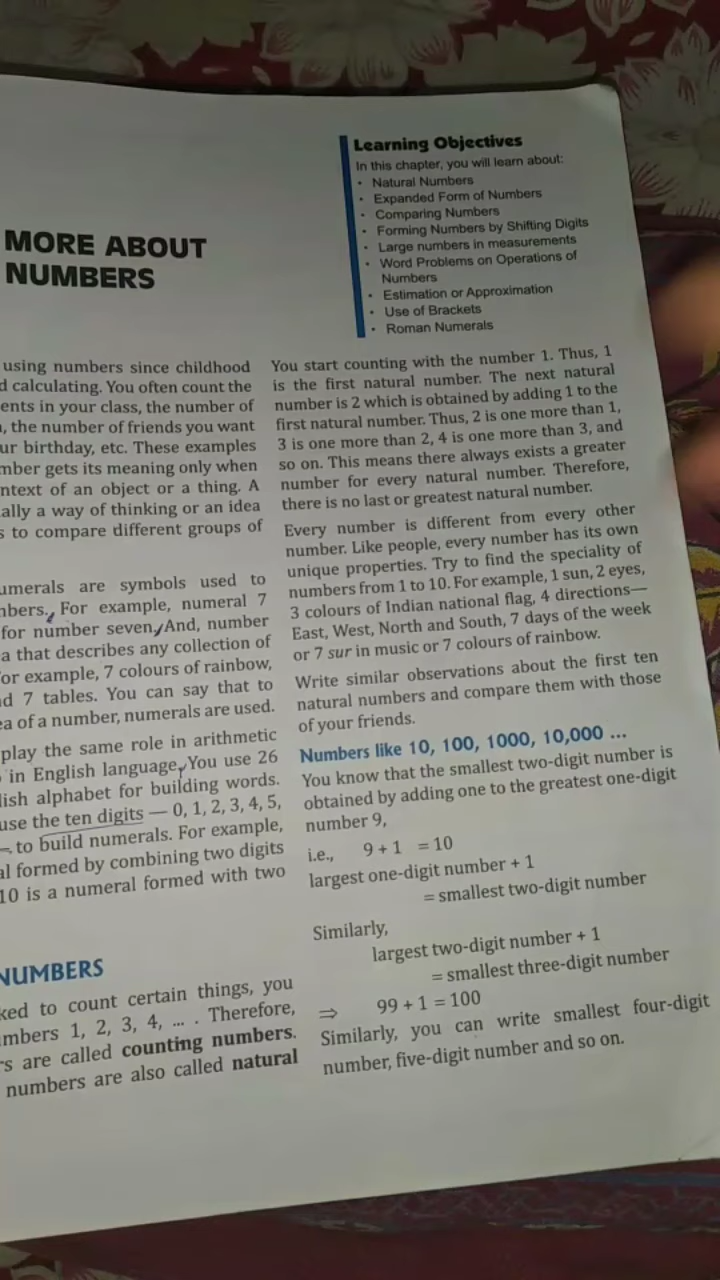 MORE ABOUT
NUMBERS
Learning Objectives
In this chapter, you will learn about:
• Natural Numbers
• Expanded Form of Numbers
• Comparing Numbers
• Forming Numbers by Shifting Digits
• Large numbers in measurements
• Word Problems on Operations of
Numbers
• Estimation or Approximation
• Use of Brackets
• Roman Numerals
using numbers since childhood
calculating. You often count the
in your class, the number of
the number of friends you want
birthday, etc. These examples
gets its meaning only when
of an object or a thing. A
a way of thinking or an idea
to compare different groups of
are symbols used to
For example, numeral 7
for number seven. And, number
that describes any collection of
example, 7 colours of rainbow,
7 tables. You can say that to
of a number, numerals are used.
play the same role in arithmetic
in English language. You use 26
alphabet for building words.
use the ten digits — 0, 1, 2, 3, 4, 5,
to build numerals. For example,
formed by combining two digits
10 is a numeral formed with two
NUMBERS
to count certain things, you
1, 2, 3, 4, ... . Therefore,
are called counting numbers.
numbers are also called natural
You start counting with the number 1. Thus, 1
is the first natural number. The next natural
number is 2 which is obtained by adding 1 to the
first natural number. Thus, 2 is one more than 1,
3 is one more than 2, 4 is one more than 3, and
so on. This means there always exists a greater
number for every natural number. Therefore,
there is no last or greatest natural number.
Every number is different from every other
number. Like people, every number has its own
unique properties. Try to find the speciality of
numbers from 1 to 10. For example, 1 sun, 2 eyes,
3 colours of Indian national flag, 4 directions—
East, West, North and South, 7 days of the week
or 7 sur in music or 7 colours of rainbow.
Write similar observations about the first ten
natural numbers and compare them with those
of your friends.
Numbers like 10, 100, 1000, 10,000 ...
You know that the smallest two-digit number is
obtained by adding one to the greatest one-digit
number 9,
i.e., 9 + 1 = 10
largest one-digit number + 1
= smallest two-digit number
Similarly,
largest two-digit number + 1
= smallest three-digit number
⇒ 99 + 1 = 100
Similarly, you can write smallest four-digit
number, five-digit number and so on.